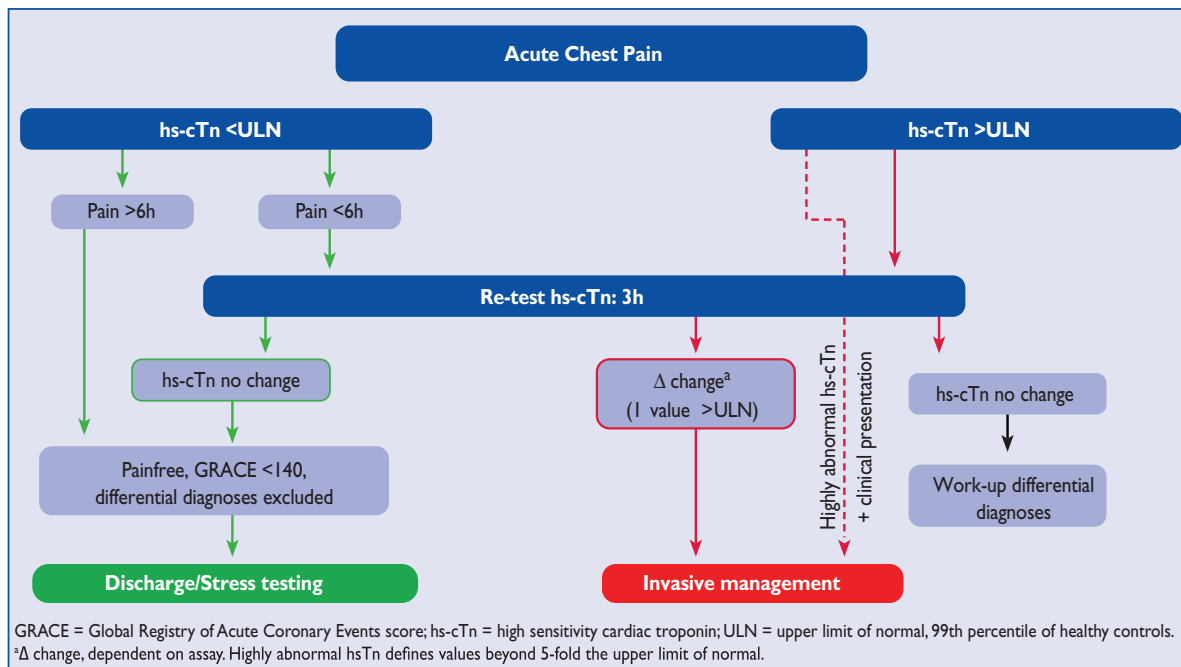 Acute Chest Pain
hs-cTn <ULN
hs-cTn >ULN
Pain >6h
Pain <6h
Re-test hs-cTn: 3h
hs-cTn no change
Δ changeᵃ
(1 value >ULN)
Highly abnormal hs-cTn
+ clinical presentation
hs-cTn no change
Painfree, GRACE <140,
differential diagnoses excluded
Work-up differential
diagnoses
Discharge/Stress testing
Invasive management
GRACE = Global Registry of Acute Coronary Events score; hs-cTn = high sensitivity cardiac troponin; ULN = upper limit of normal, 99th percentile of healthy controls.
ᵃΔ change, dependent on assay. Highly abnormal hsTn defines values beyond 5-fold the upper limit of normal.